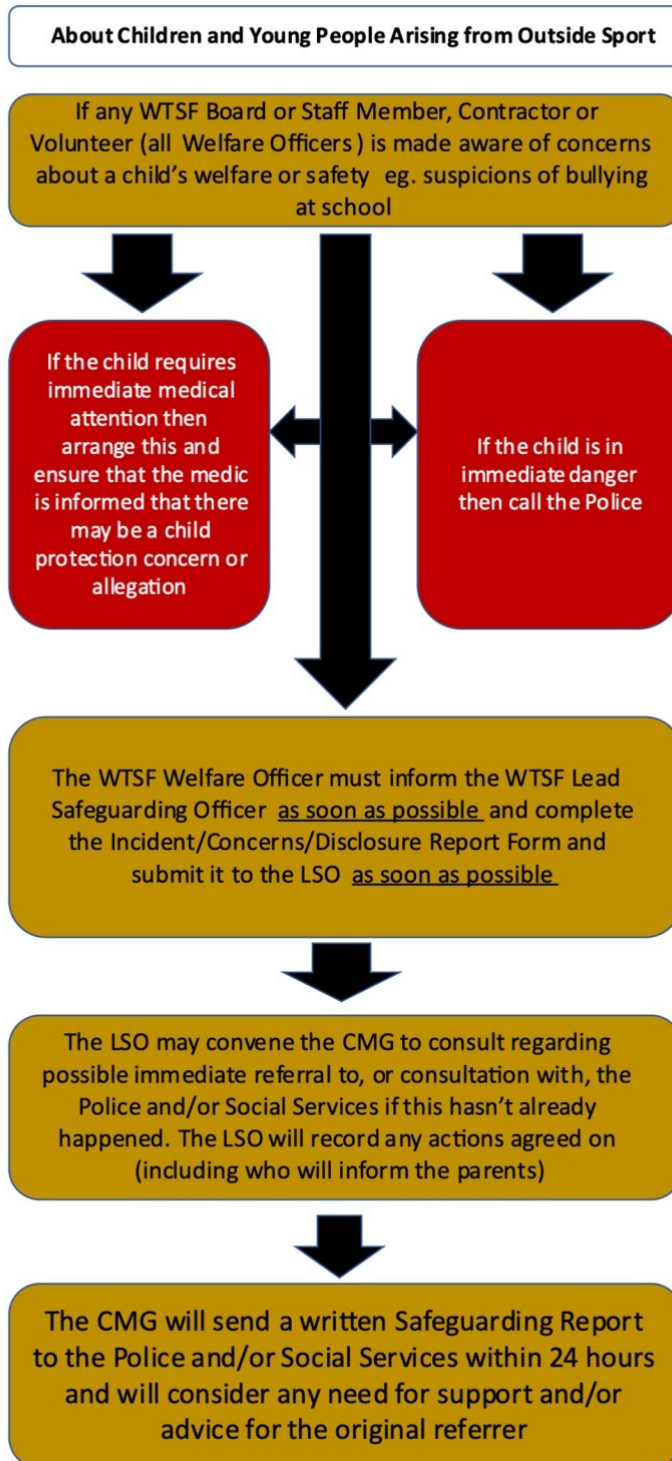 About Children and Young People Arising from Outside Sport
If any WTSF Board or Staff Member, Contractor or
Volunteer (all Welfare Officers) is made aware of concerns
about a child's welfare or safety eg. suspicions of bullying
at school
If the child requires
immediate medical
attention then
arrange this and
ensure that the medic
is informed that there
may be a child
protection concern or
allegation
If the child is in
immediate danger
then call the Police
The WTSF Welfare Officer must inform the WTSF Lead
Safeguarding Officer as soon as possible and complete
the Incident/Concerns/Disclosure Report Form and
submit it to the LSO as soon as possible
The LSO may convene the CMG to consult regarding
possible immediate referral to, or consultation with, the
Police and/or Social Services if this hasn't already
happened. The LSO will record any actions agreed on
(including who will inform the parents)
The CMG will send a written Safeguarding Report
to the Police and/or Social Services within 24 hours
and will consider any need for support and/or
advice for the original referrer